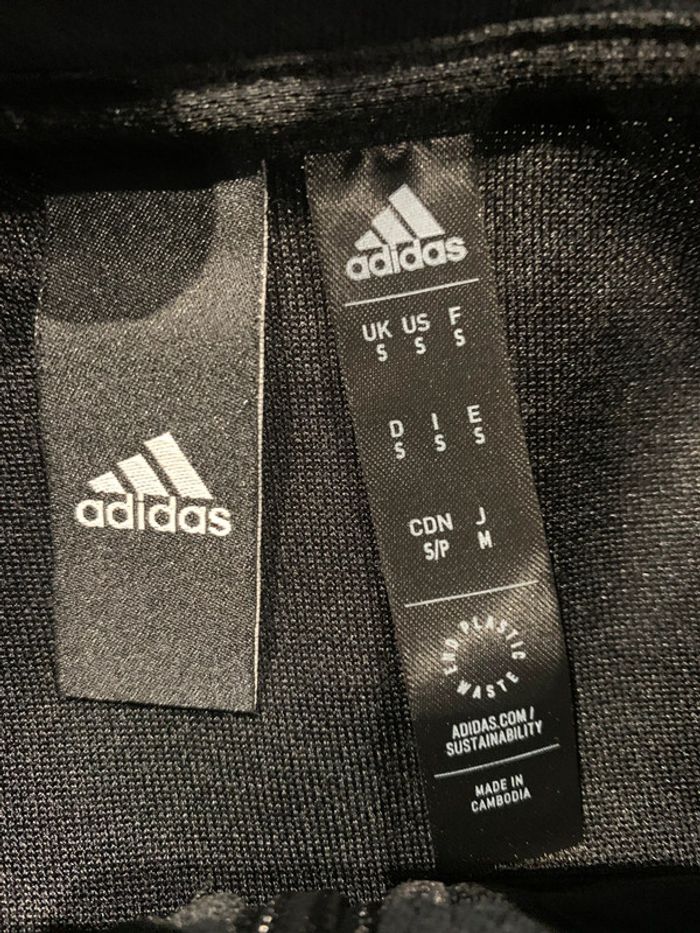 adidas
adidas
UK US F
S S S
D I E
S S S
CDN J
S/P M
END PLASTIC WASTE
ADIDAS.COM/
SUSTAINABILITY
MADE IN
CAMBODIA